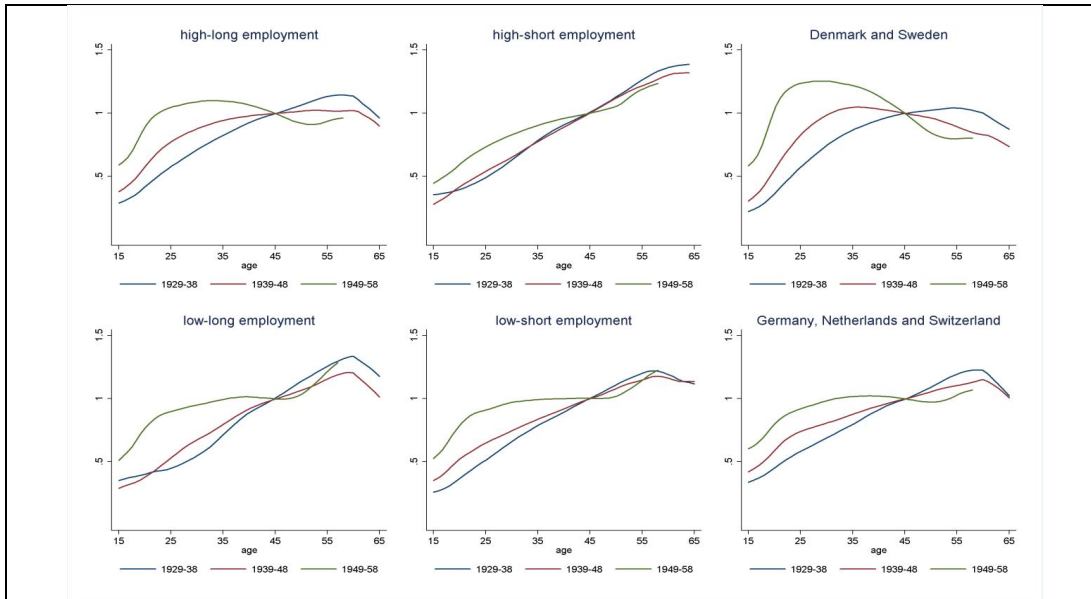 high-long employment
1.5
1
.5
15 25 35 45 55 65
age
1929-38 1939-48 1949-58
high-short employment
1.5
1
.5
15 25 35 45 55 65
age
1929-38 1939-48 1949-58
Denmark and Sweden
1.5
1
.5
15 25 35 45 55 65
age
1929-38 1939-48 1949-58
low-long employment
1.5
1
.5
15 25 35 45 55 65
age
1929-38 1939-48 1949-58
low-short employment
1.5
1
.5
15 25 35 45 55 65
age
1929-38 1939-48 1949-58
Germany, Netherlands and Switzerland
1.5
1
.5
15 25 35 45 55 65
age
1929-38 1939-48 1949-58